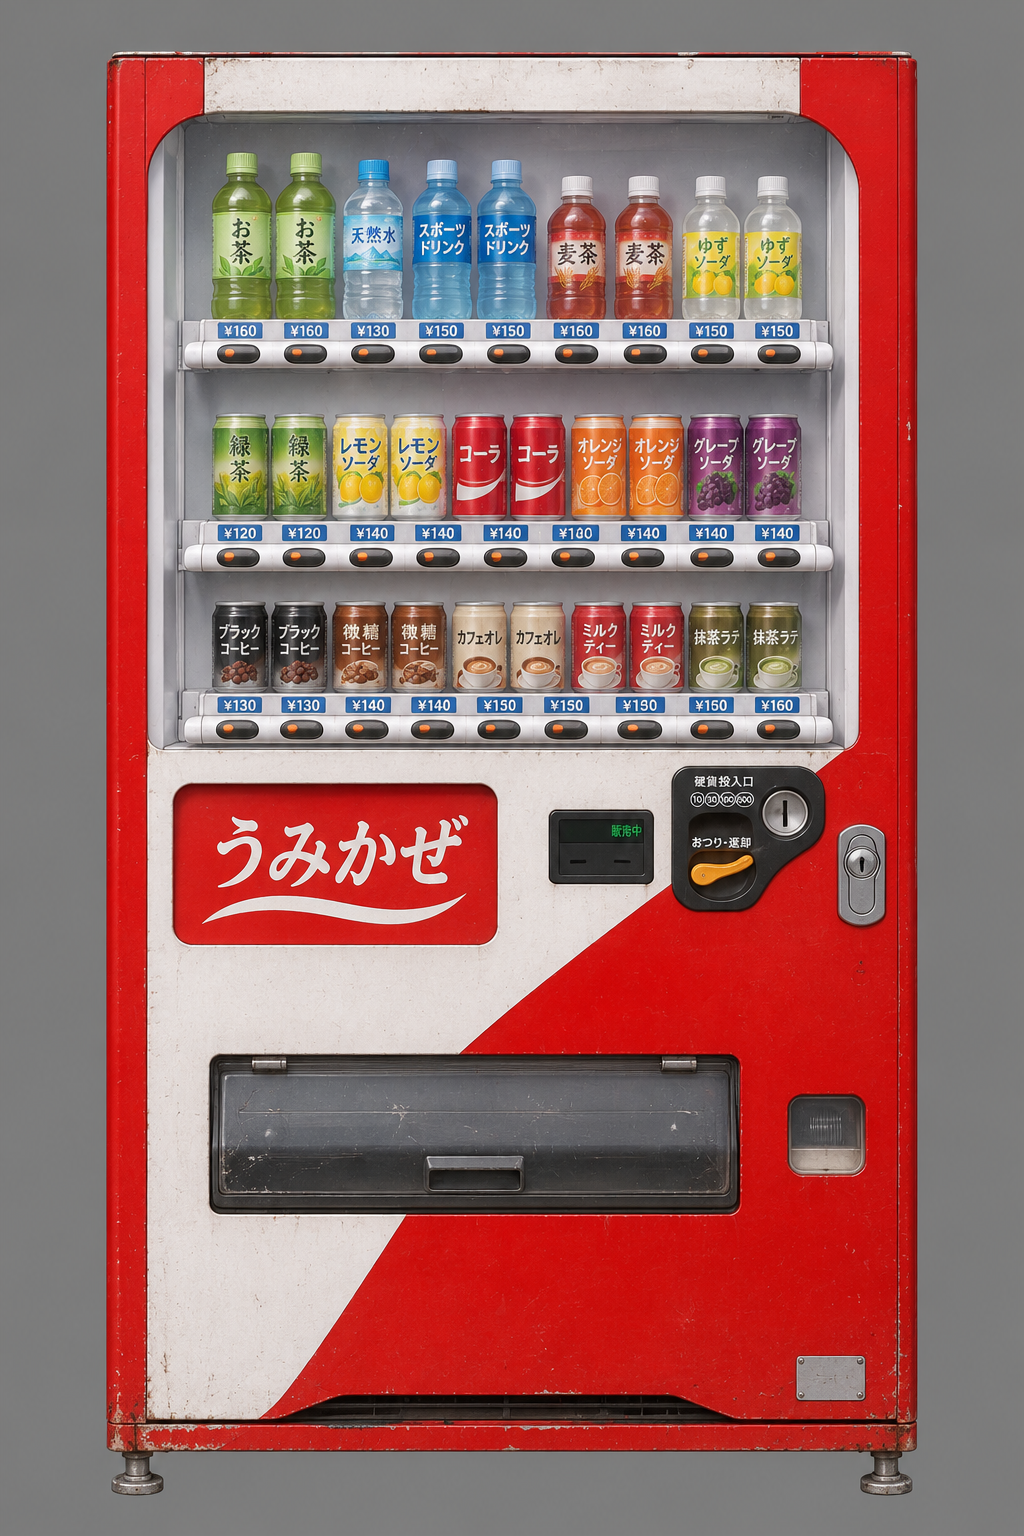 お
茶
お
茶
天然水
スポーツ
ドリンク
スポーツ
ドリンク
麦茶
麦茶
ゆず
ソーダ
ゆず
ソーダ
¥160
¥160
¥130
¥150
¥150
¥160
¥160
¥150
¥150
緑
茶
緑
茶
レモン
ソーダ
レモン
ソーダ
コーラ
コーラ
オレンジ
ソーダ
オレンジ
ソーダ
グレープ
ソーダ
グレープ
ソーダ
¥120
¥120
¥140
¥140
¥140
¥140
¥140
¥140
ブラック
コーヒー
ブラック
コーヒー
微糖
コーヒー
微糖
コーヒー
カフェオレ
カフェオレ
ミルク
ティー
ミルク
ティー
抹茶ラテ
抹茶ラテ
¥130
¥130
¥140
¥140
¥150
¥150
¥190
¥150
¥160
うみかぜ
投入口
おつり